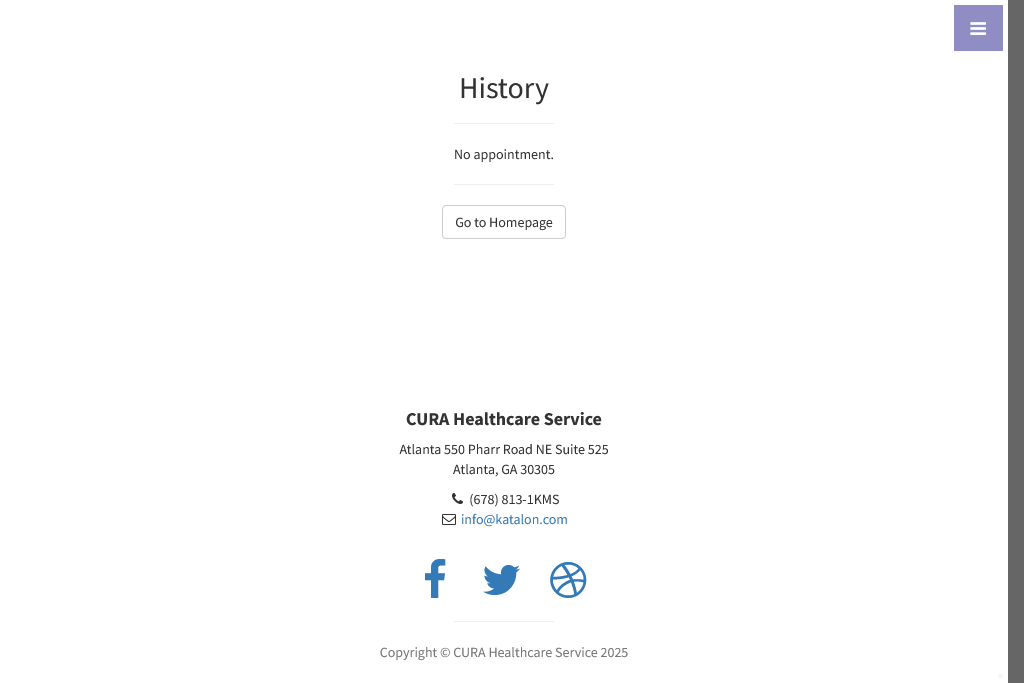 History
No appointment.
Go to Homepage
CURA Healthcare Service
Atlanta 550 Pharr Road NE Suite 525
Atlanta, GA 30305
(678) 813-1KMS
info@katalon.com
Copyright © CURA Healthcare Service 2025